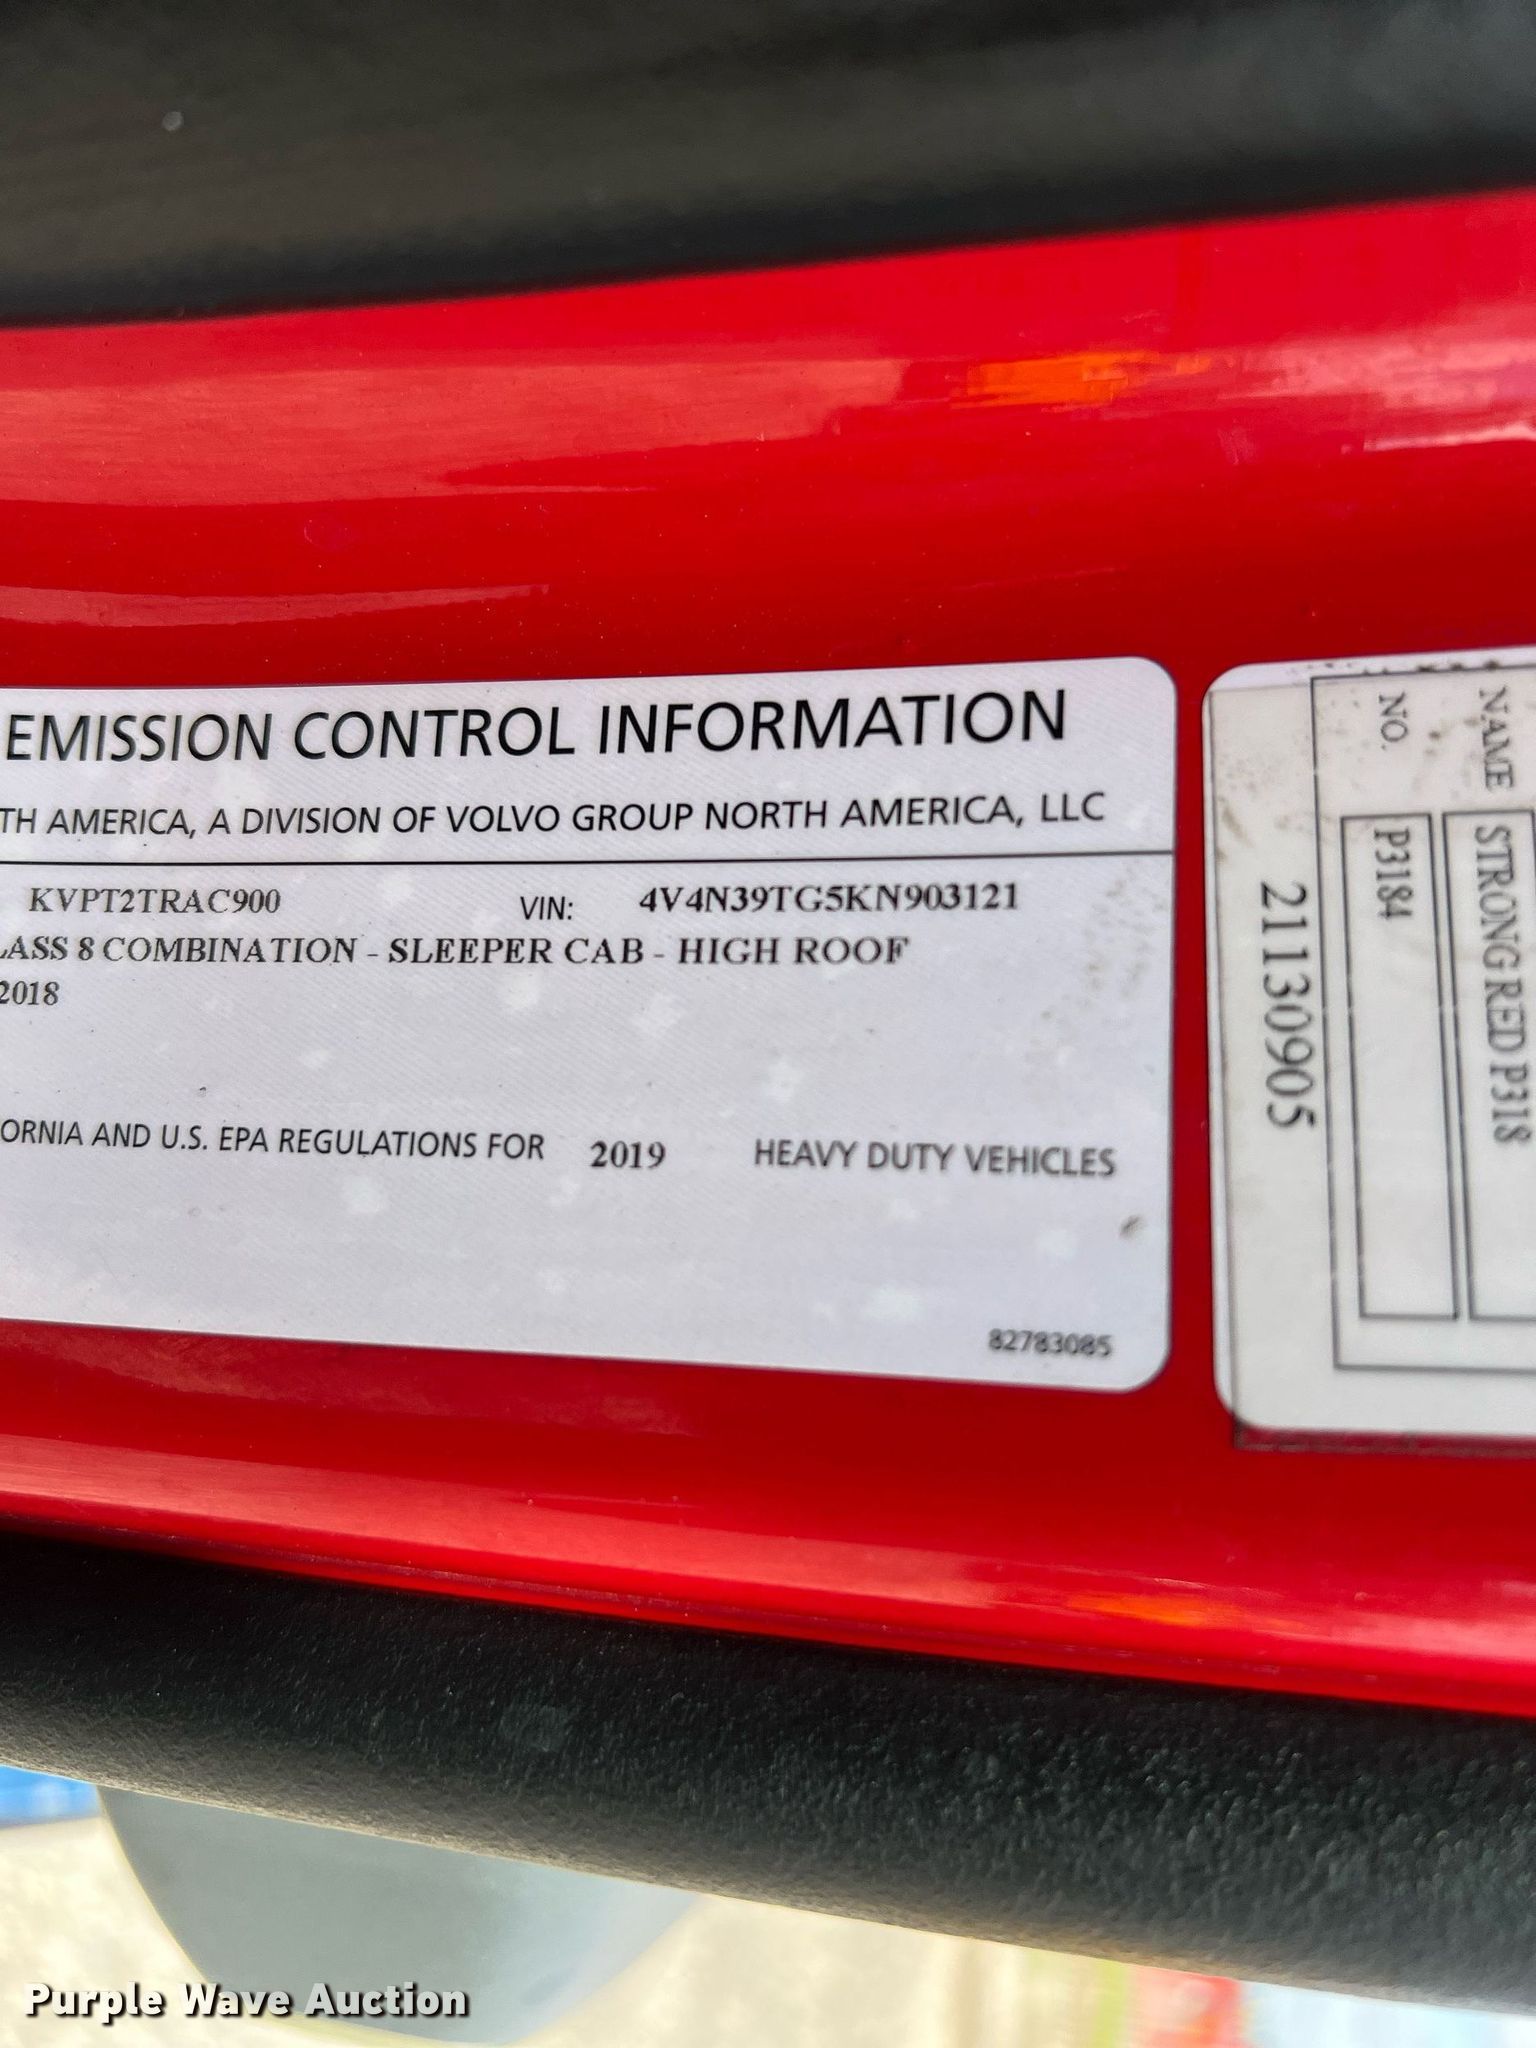 EMISSION CONTROL INFORMATION
TH AMERICA, A DIVISION OF VOLVO GROUP NORTH AMERICA, LLC
KVPT2TRAC900 VIN: 4V4N39TG5KN903121
LASS 8 COMBINATION - SLEEPER CAB - HIGH ROOF
2018
ORNIA AND U.S. EPA REGULATIONS FOR 2019 HEAVY DUTY VEHICLES
82783085
NAME STRONG RED P318
NO. P3184
21130905
Purple Wave Auction